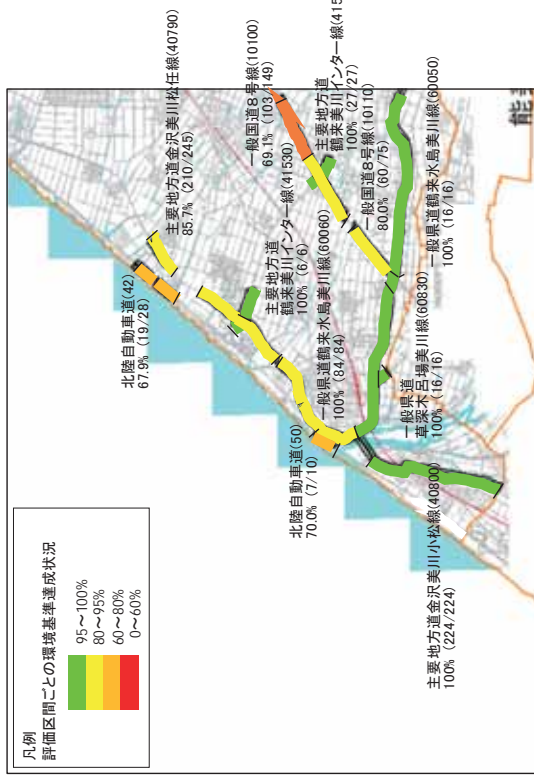 凡例
評価区間ごとの環境基準達成状況
95～100%
80～95%
60～80%
0～60%
北陸自動車道(42)
67.9% (19/28)
主要地方道金沢美川松任線(40790)
85.7% (210/245)
一般国道8号線(10100)
69.1% (103/149)
主要地方道
鶴来美川インター線(415
100% (27/27)
主要地方道
鶴来美川インター線(41530)
100% (6/6)
一般国道8号線(10110)
80.0% (60/75)
北陸自動車道(50)
70.0% (7/10)
一般県道鶴来水島美川線(60060)
100% (84/84)
一般県道鶴来水島美川線(60050)
100% (16/16)
一般県道
草深木呂場美川線(60830)
100% (16/16)
主要地方道金沢美川小松線(40800)
100% (224/224)